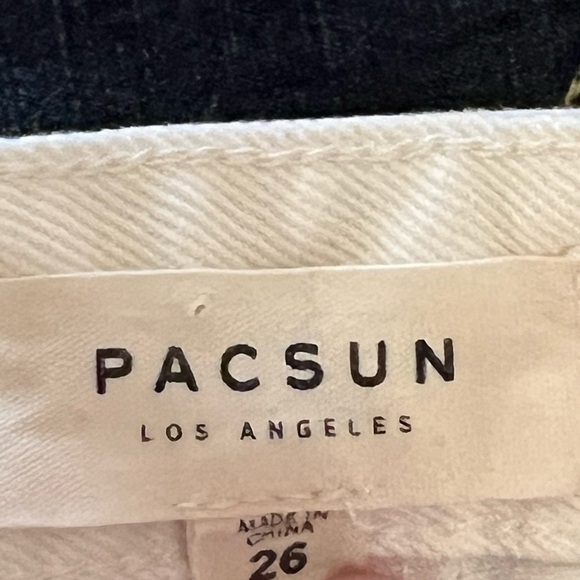 PACSUN
LOS ANGELES
MADE IN
CHINA
26